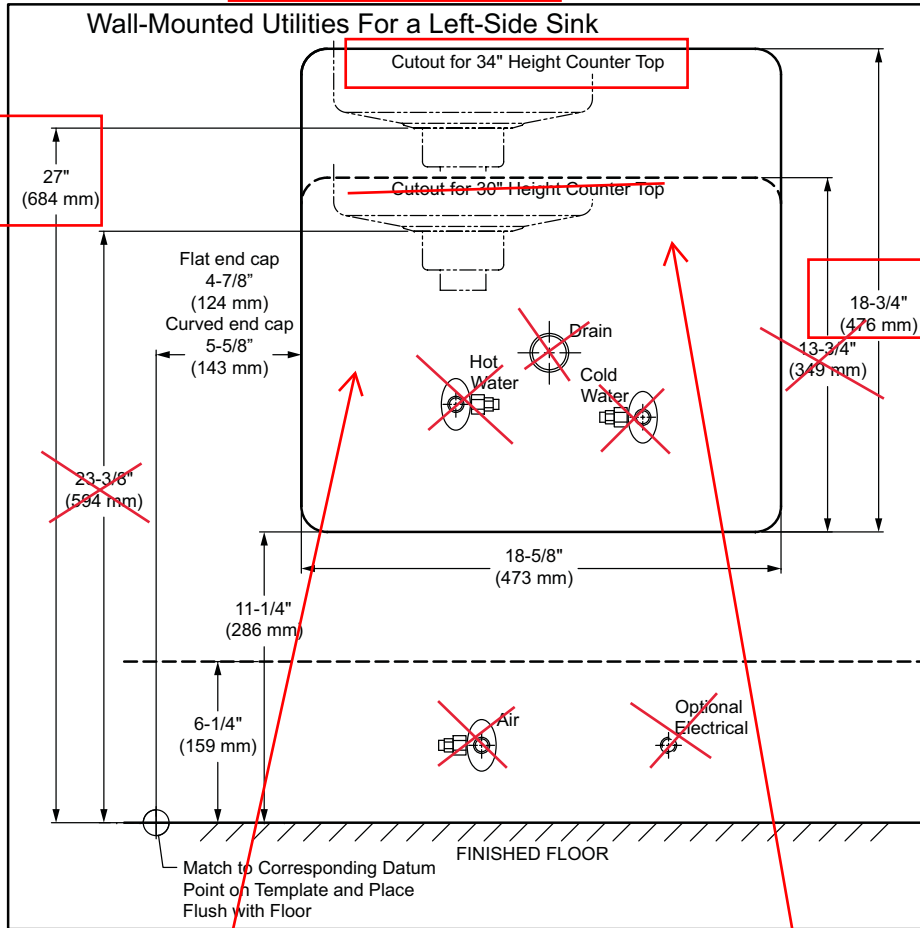 Wall-Mounted Utilities For a Left-Side Sink
Cutout for 34" Height Counter Top
27"
(684 mm)
Cutout for 30" Height Counter Top
Flat end cap
4-7/8”
(124 mm)
Curved end cap
5-5/8”
(143 mm)
18-3/4"
(476 mm)
13-3/4"
(349 mm)
Drain
Hot
Water
Cold
Water
23-3/8"
(594 mm)
18-5/8"
(473 mm)
11-1/4"
(286 mm)
6-1/4"
(159 mm)
Air
Optional
Electrical
FINISHED FLOOR
Match to Corresponding Datum
Point on Template and Place
Flush with Floor